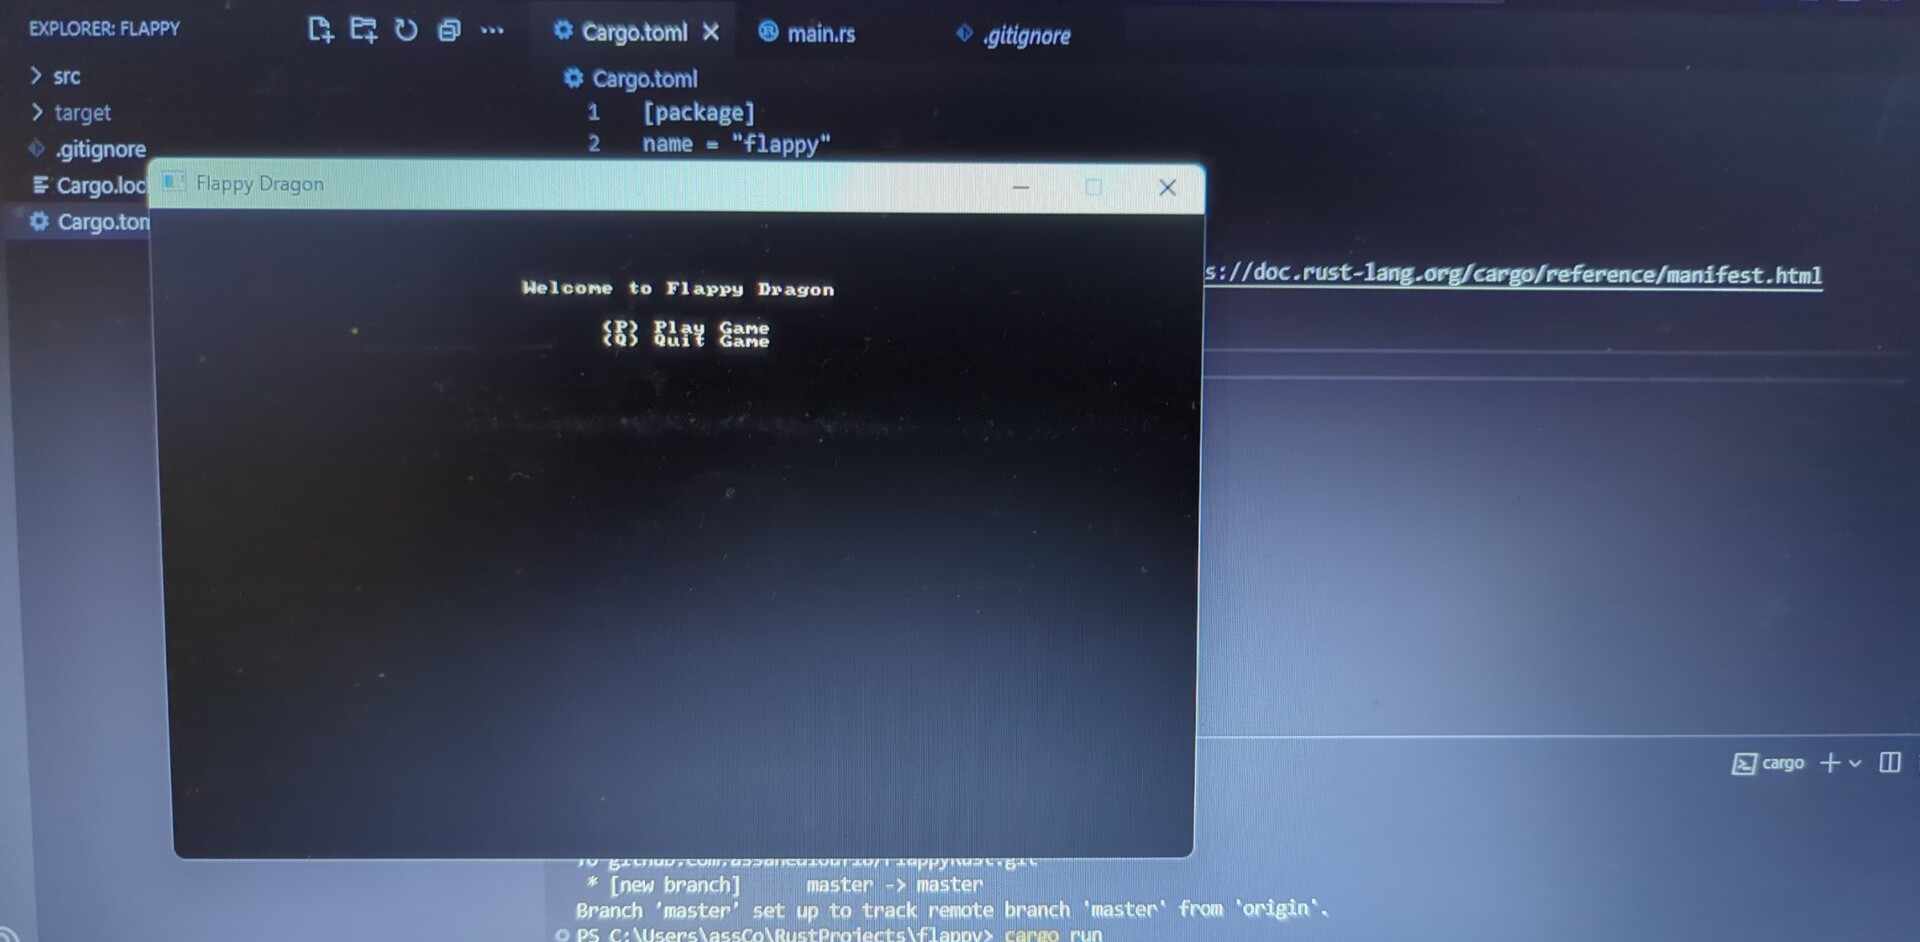 EXPLORER: FLAPPY
Cargo.toml
main.rs
.gitignore
src
target
.gitignore
Cargo.loc
Cargo.tom
Cargo.toml
1 [package]
2 name = "flappy"
s://doc.rust-lang.org/cargo/reference/manifest.html
Flappy Dragon
Welcome to Flappy Dragon
(P) Play Game
(Q) Quit Game
cargo
To
* [new branch] master -> master
Branch 'master' set up to track remote branch 'master' from 'origin'.
PS C:\Users\assCo\RustProjects\flappy> cargo run